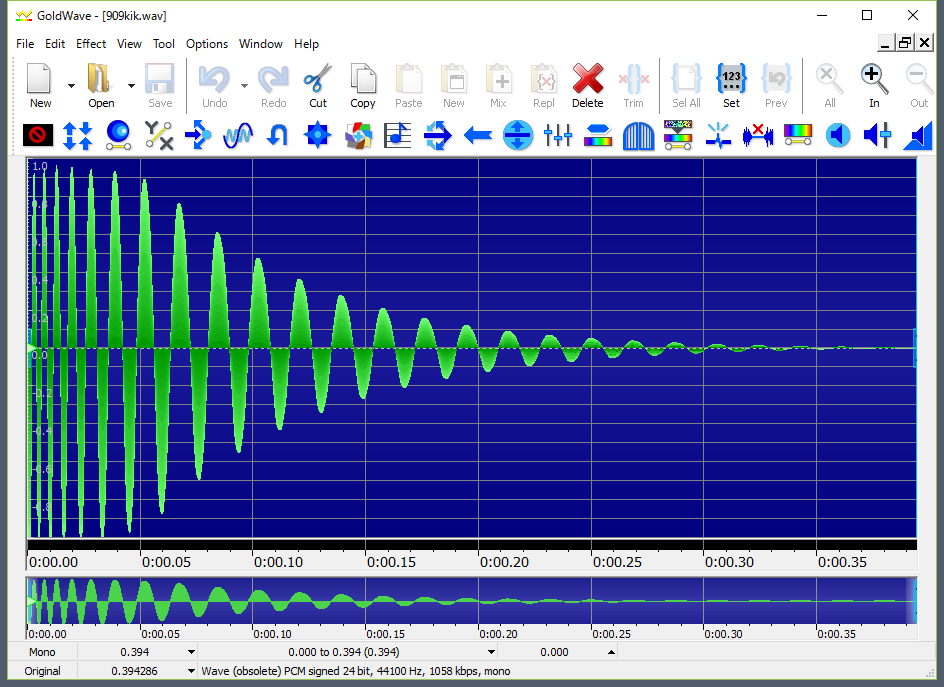 GoldWave - [909kik.wav]
File Edit Effect View Tool Options Window Help
New Open Save Undo Redo Cut Copy Paste New Mix Repl Delete Trim Sel All Set Prev All In Out
123
1.0
0.8
0.6
0.4
0.2
0.0
-0.2
-0.4
-0.6
-0.8
0:00.00 0:00.05 0:00.10 0:00.15 0:00.20 0:00.25 0:00.30 0:00.35
0:00.00 0:00.05 0:00.10 0:00.15 0:00.20 0:00.25 0:00.30 0:00.35
Mono 0.394 0.000 to 0.394 (0.394) 0.000
Original 0.394286 Wave (obsolete) PCM signed 24 bit, 44100 Hz, 1058 kbps, mono